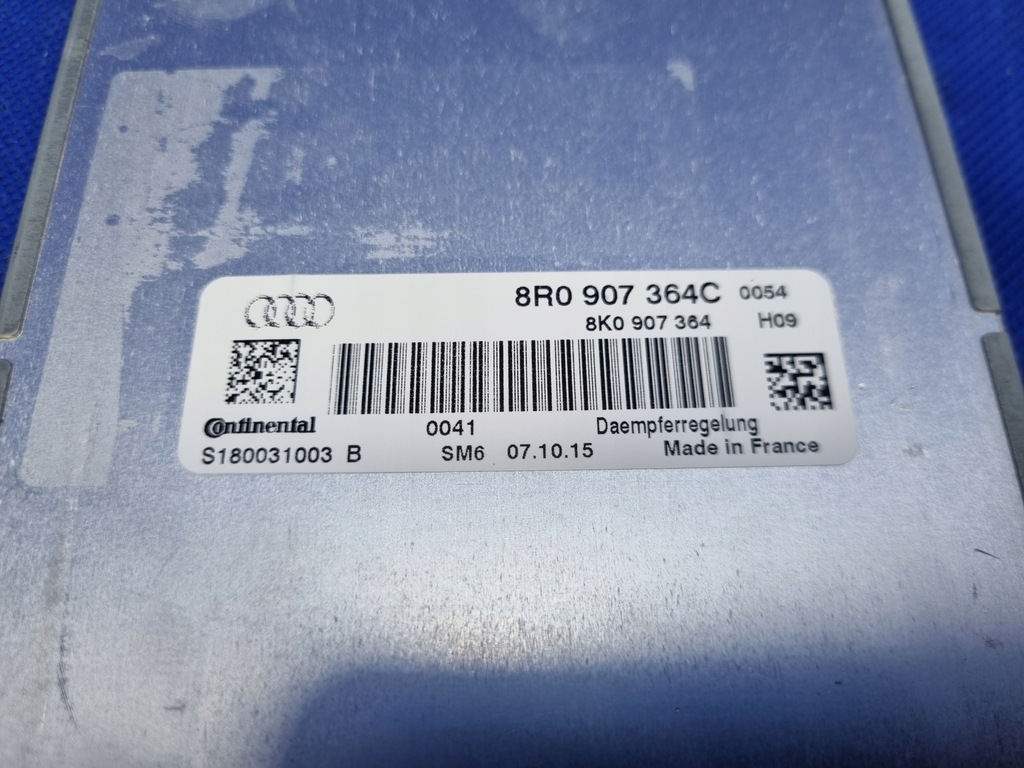 8R0 907 364C 0054
8K0 907 364 H09
Continental 0041 Daempferregelung
S180031003 B SM6 07.10.15 Made in France